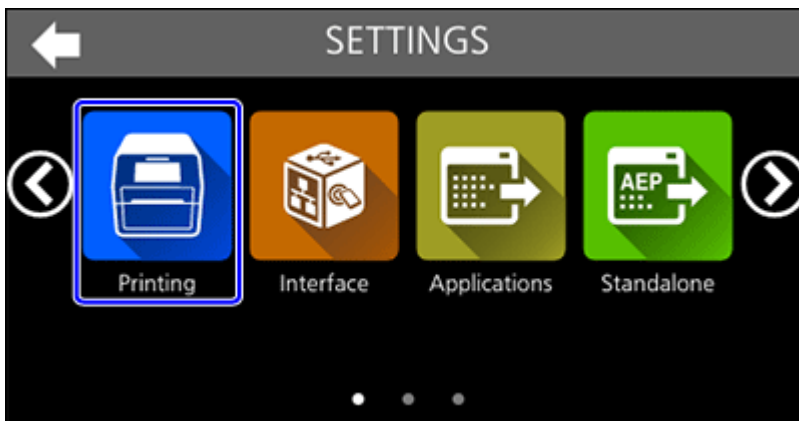 SETTINGS
AEP
Printing
Interface
Applications
Standalone